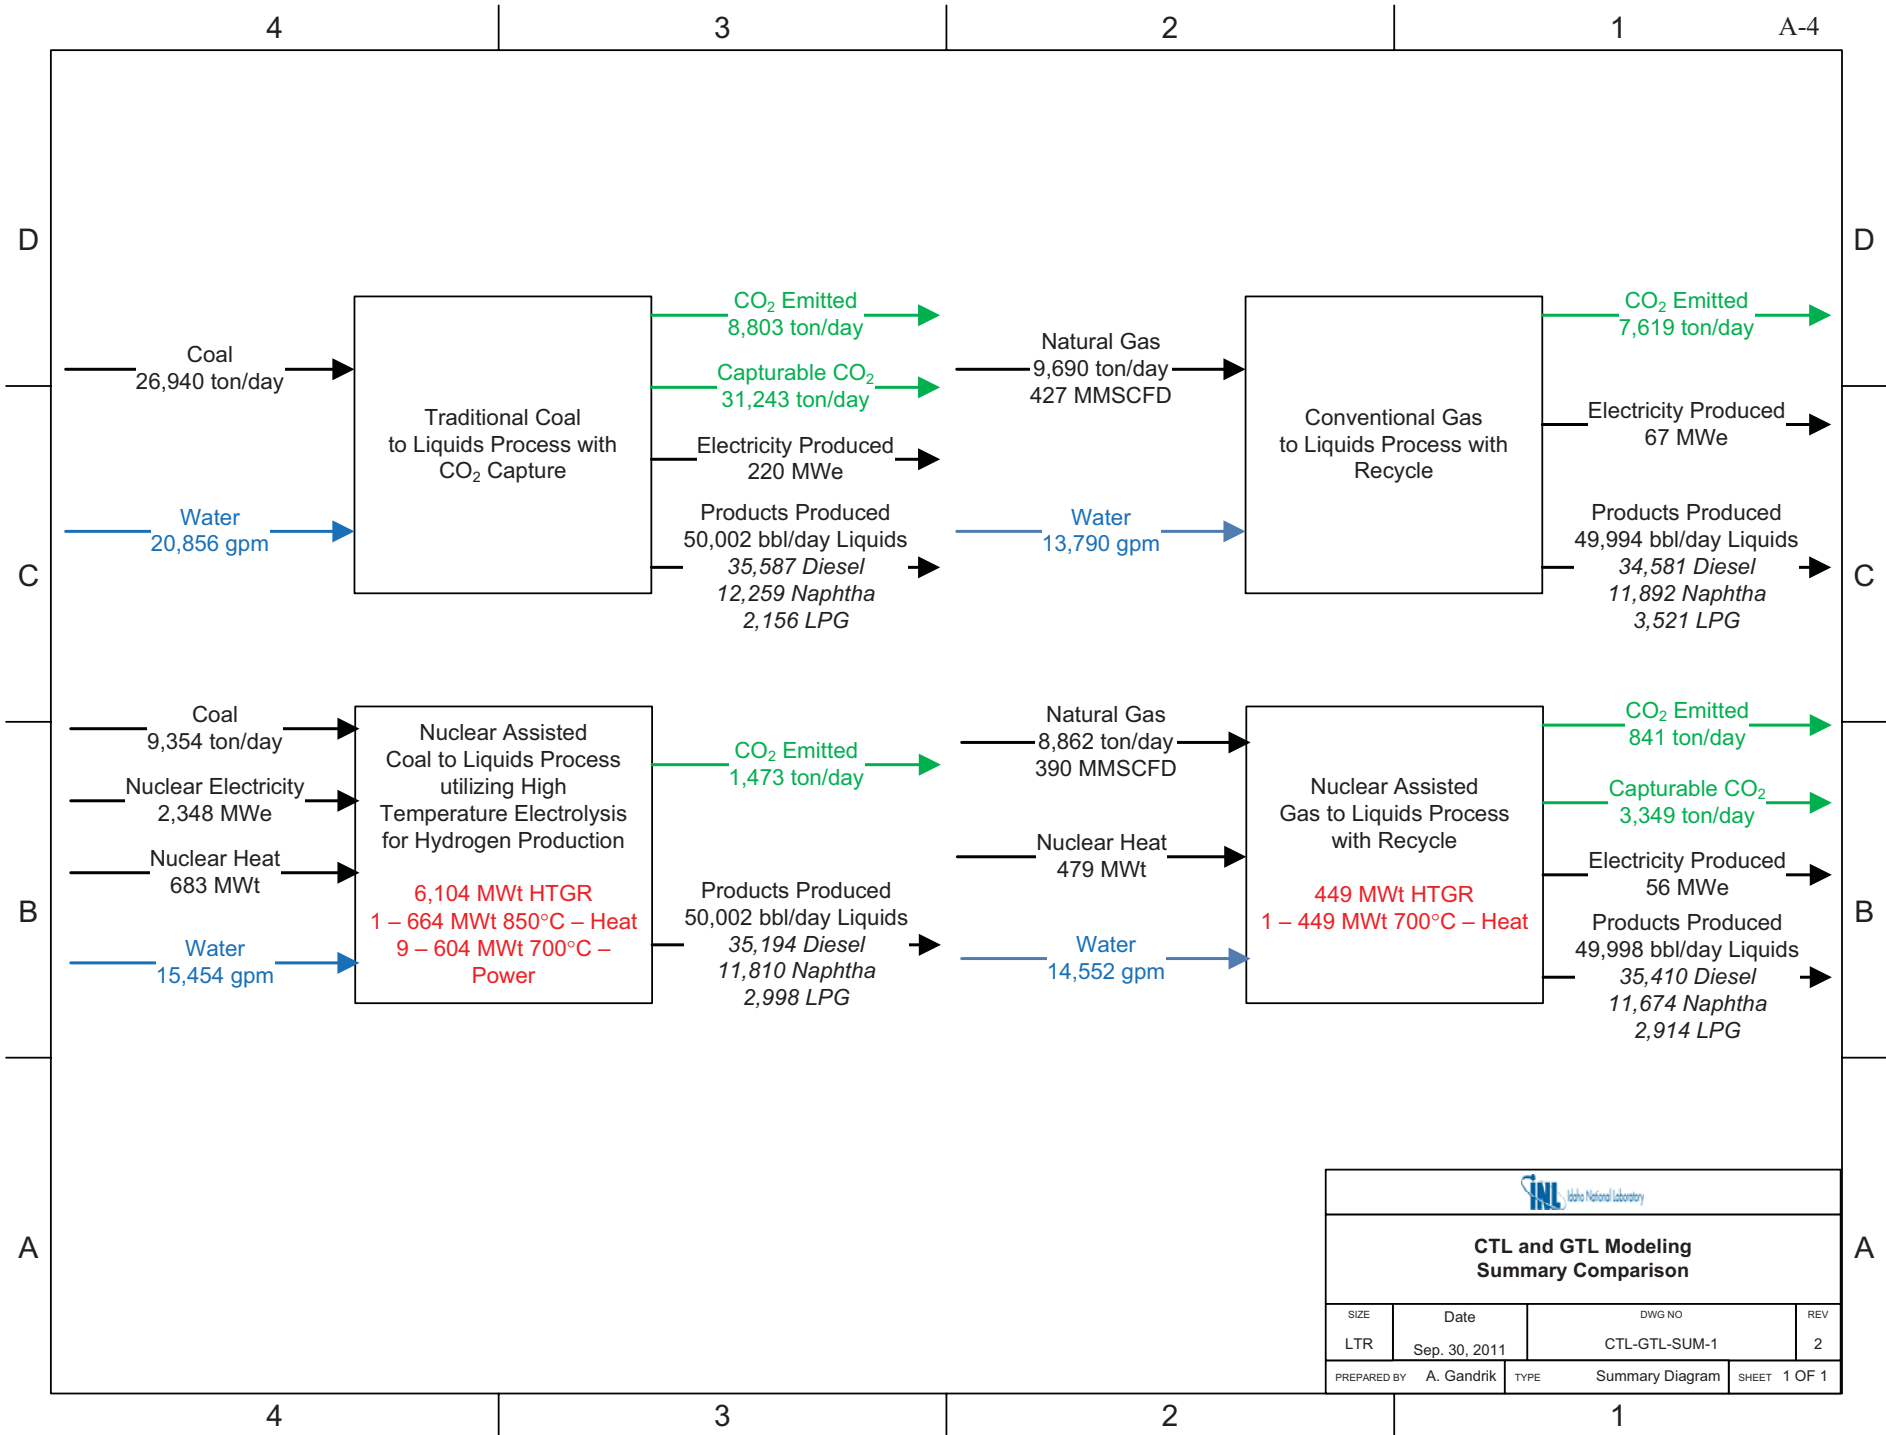 4
3
2
1
A-4
D
D
Coal
26,940 ton/day
Water
20,856 gpm
Traditional Coal
to Liquids Process with
CO₂ Capture
CO₂ Emitted
8,803 ton/day
Capturable CO₂
31,243 ton/day
Electricity Produced
220 MWe
Products Produced
50,002 bbl/day Liquids
35,587 Diesel
12,259 Naphtha
2,156 LPG
Natural Gas
9,690 ton/day
427 MMSCFD
Water
13,790 gpm
Conventional Gas
to Liquids Process with
Recycle
CO₂ Emitted
7,619 ton/day
Electricity Produced
67 MWe
Products Produced
49,994 bbl/day Liquids
34,581 Diesel
11,892 Naphtha
3,521 LPG
C
C
Coal
9,354 ton/day
Nuclear Electricity
2,348 MWe
Nuclear Heat
683 MWt
Water
15,454 gpm
Nuclear Assisted
Coal to Liquids Process
utilizing High
Temperature Electrolysis
for Hydrogen Production
6,104 MWt HTGR
1 – 664 MWt 850°C – Heat
9 – 604 MWt 700°C –
Power
CO₂ Emitted
1,473 ton/day
Products Produced
50,002 bbl/day Liquids
35,194 Diesel
11,810 Naphtha
2,998 LPG
Natural Gas
8,862 ton/day
390 MMSCFD
Nuclear Heat
479 MWt
Water
14,552 gpm
Nuclear Assisted
Gas to Liquids Process
with Recycle
449 MWt HTGR
1 – 449 MWt 700°C – Heat
CO₂ Emitted
841 ton/day
Capturable CO₂
3,349 ton/day
Electricity Produced
56 MWe
Products Produced
49,998 bbl/day Liquids
35,410 Diesel
11,674 Naphtha
2,914 LPG
B
B
A
A
INL Idaho National Laboratory
CTL and GTL Modeling
Summary Comparison
SIZE
LTR
Date
Sep. 30, 2011
DWG NO
CTL-GTL-SUM-1
REV
2
PREPARED BY A. Gandrik
TYPE Summary Diagram
SHEET 1 OF 1
4
3
2
1